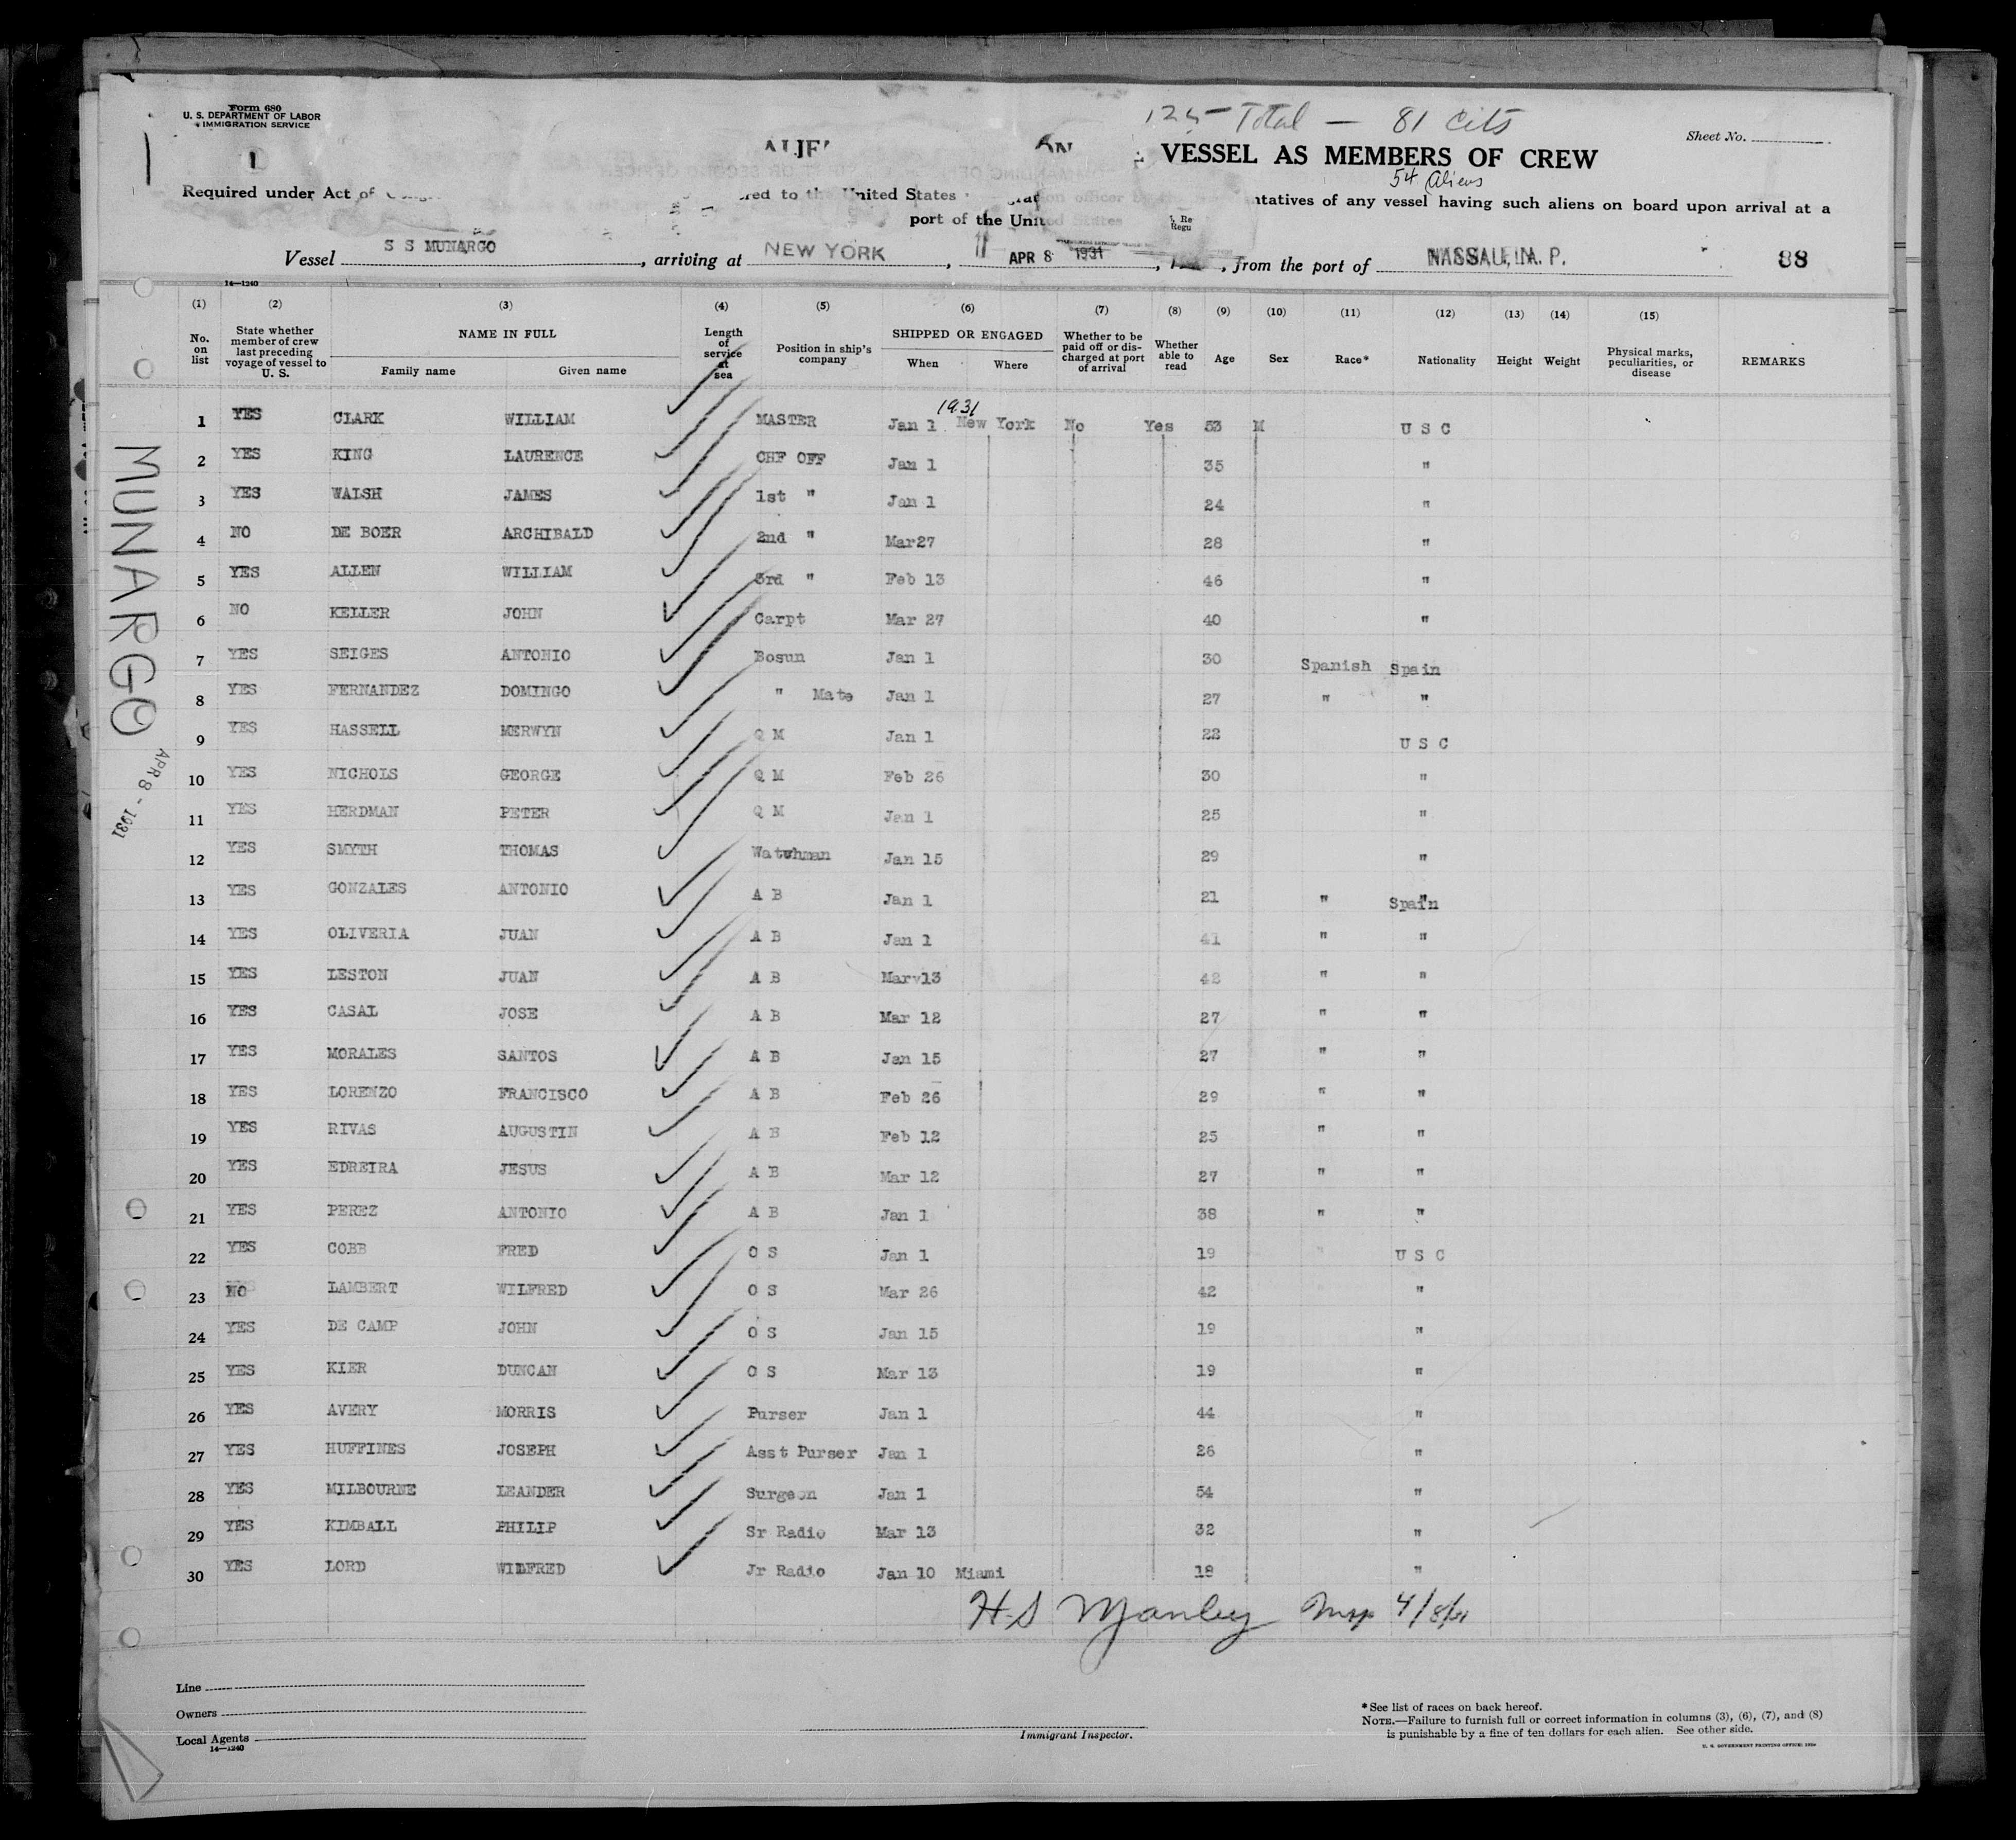 Form 680
U. S. DEPARTMENT OF LABOR
IMMIGRATION SERVICE
Total — 81 Cits
Sheet No.
1
VESSEL AS MEMBERS OF CREW
54 Aliens
Required under Act of to the United States tatives of any vessel having such aliens on board upon arrival at a
port of the United States
Vessel S S MUNARGO, arriving at NEW YORK, APR 8 1931, from the port of NASSAU, N. P. 88
14—1240
(1) (2) (3) (4) (5) (6) (7) (8) (9) (10) (11) (12) (13) (14) (15)
No. on list State whether member of crew last preceding voyage of vessel to U. S. NAME IN FULL Family name Given name Length of service at sea Position in ship's company SHIPPED OR ENGAGED When Where Whether to be paid off or discharged at port of arrival Whether able to read Age Sex Race* Nationality Height Weight Physical marks, peculiarities, or disease REMARKS
1931
1 YES CLARK WILLIAM MASTER Jan 1 New York No Yes 53 M U S C
2 YES KING LAURENCE CHF OFF Jan 1 35 "
3 YES WALSH JAMES 1st " Jan 1 24 "
4 NO DE BOER ARCHIBALD 2nd " Mar27 28 "
5 YES ALLEN WILLIAM 3rd " Feb 13 46 "
6 NO KELLER JOHN Carpt Mar 27 40 "
7 YES SEIGES ANTONIO Bosun Jan 1 30 Spanish Spain
8 YES FERNANDEZ DOMINGO " Mate Jan 1 27 " "
9 YES HASSELL MERWYN Q M Jan 1 22 U S C
10 YES NICHOLS GEORGE Q M Feb 26 30 "
11 YES HERDMAN PETER Q M Jan 1 25 "
12 YES SMYTH THOMAS Watchman Jan 15 29 "
13 YES GONZALES ANTONIO A B Jan 1 21 " Spain
14 YES OLIVERIA JUAN A B Jan 1 41 " "
15 YES LESTON JUAN A B Marv13 42 " "
16 YES CASAL JOSE A B Mar 12 27 " "
17 YES MORALES SANTOS A B Jan 15 27 " "
18 YES LORENZO FRANCISCO A B Feb 26 29 " "
19 YES RIVAS AUGUSTIN A B Feb 12 25 " "
20 YES EDREIRA JESUS A B Mar 12 27 " "
21 YES PEREZ ANTONIO A B Jan 1 38 " "
22 YES COBB FRED O S Jan 1 19 " U S C
23 NO LAMBERT WILFRED O S Mar 26 42 "
24 YES DE CAMP JOHN O S Jan 15 19 "
25 YES KIER DUNCAN O S Mar 13 19 "
26 YES AVERY MORRIS Purser Jan 1 44 "
27 YES HUFFINES JOSEPH Asst Purser Jan 1 26 "
28 YES MILBOURNE LEANDER Surgeon Jan 1 54 "
29 YES KIMBALL PHILIP Sr Radio Mar 13 32 "
30 YES LORD WILFRED Jr Radio Jan 10 Miami 18 "
MUNARGO
APR 8 - 1931
H S Manley Insp 4/8/31
Line
Owners
Local Agents
14—1240
Immigrant Inspector.
*See list of races on back hereof.
NOTE.—Failure to furnish full or correct information in columns (3), (6), (7), and (8)
is punishable by a fine of ten dollars for each alien. See other side.
U. S. GOVERNMENT PRINTING OFFICE: 1929